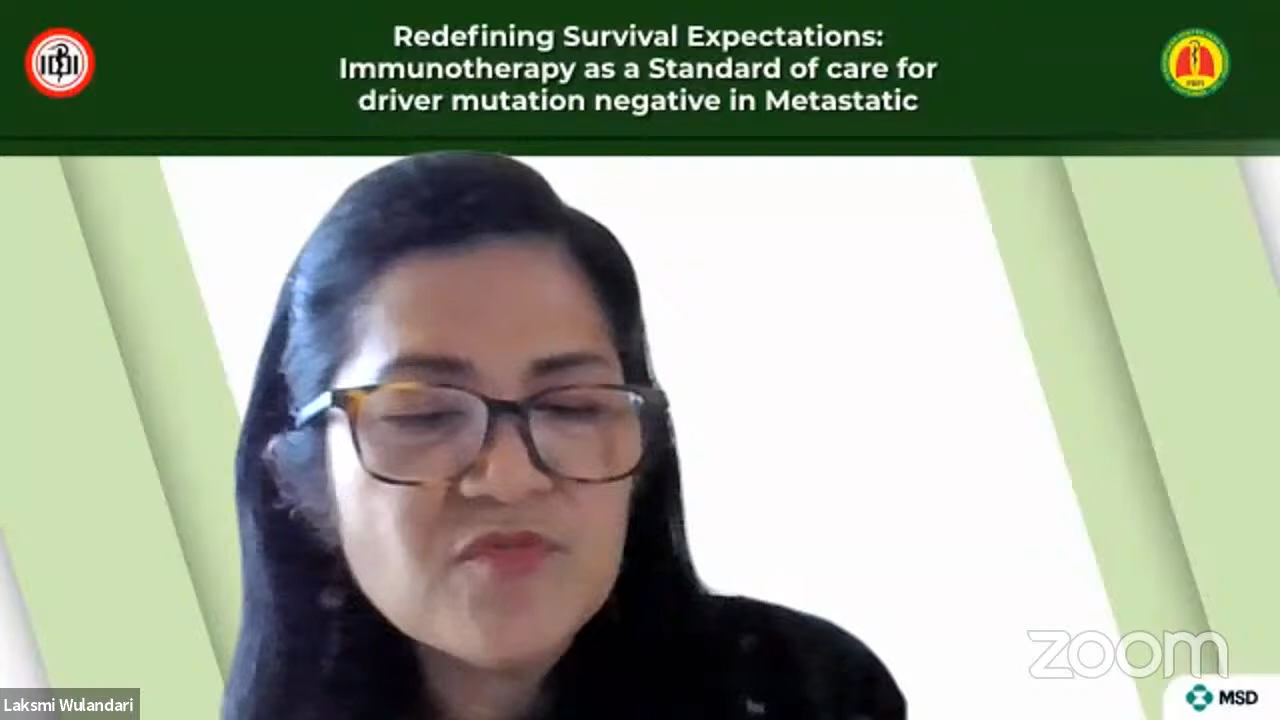 Redefining Survival Expectations:
Immunotherapy as a Standard of care for
driver mutation negative in Metastatic
zoom
MSD
Laksmi Wulandari